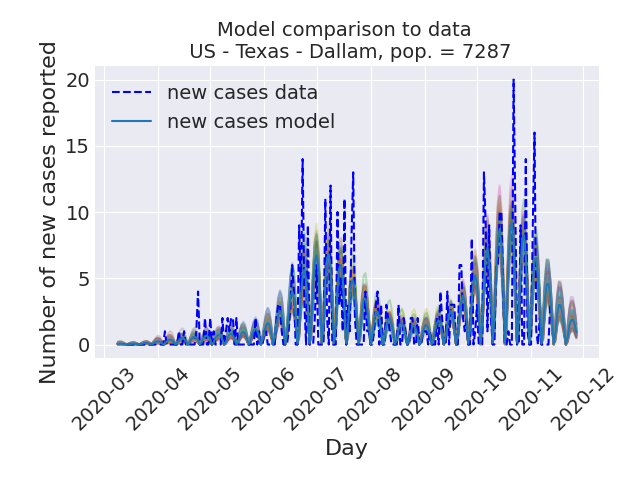 Model comparison to data
US - Texas - Dallam, pop. = 7287
Number of new cases reported
20
15
10
5
0
new cases data
new cases model
2020-03
2020-04
2020-05
2020-06
2020-07
2020-08
2020-09
2020-10
2020-11
2020-12
Day